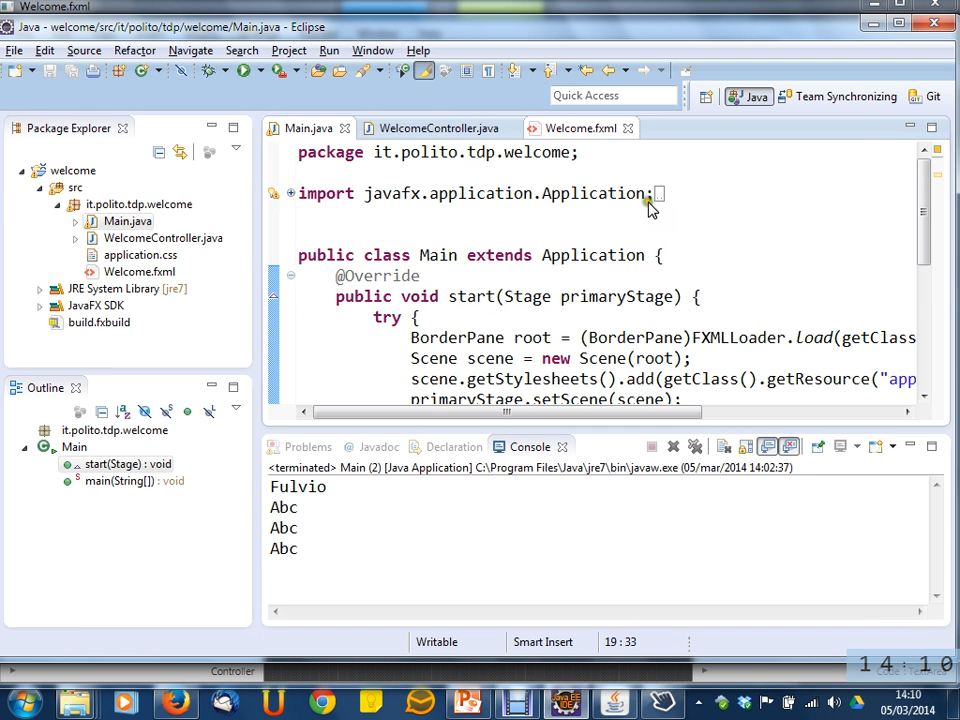 Welcome.fxml
Java - welcome/src/it/polito/tdp/welcome/Main.java - Eclipse
File Edit Source Refactor Navigate Search Project Run Window Help
Quick Access
Java
Team Synchronizing
Git
Package Explorer
welcome
src
it.polito.tdp.welcome
Main.java
WelcomeController.java
application.css
Welcome.fxml
JRE System Library [jre7]
JavaFX SDK
build.fxbuild
Outline
it.polito.tdp.welcome
Main
start(Stage) : void
main(String[]) : void
Main.java WelcomeController.java Welcome.fxml
package it.polito.tdp.welcome;
import javafx.application.Application;
public class Main extends Application {
@Override
public void start(Stage primaryStage) {
try {
BorderPane root = (BorderPane)FXMLLoader.load(getClass
Scene scene = new Scene(root);
scene.getStylesheets().add(getClass().getResource("app
primaryStage.setScene(scene);
Problems @ Javadoc Declaration Console
<terminated> Main (2) [Java Application] C:\Program Files\Java\jre7\bin\javaw.exe (05/mar/2014 14:02:37)
Fulvio
Abc
Abc
Abc
Writable Smart Insert 19 : 33
Controller
14:10
14:10
05/03/2014